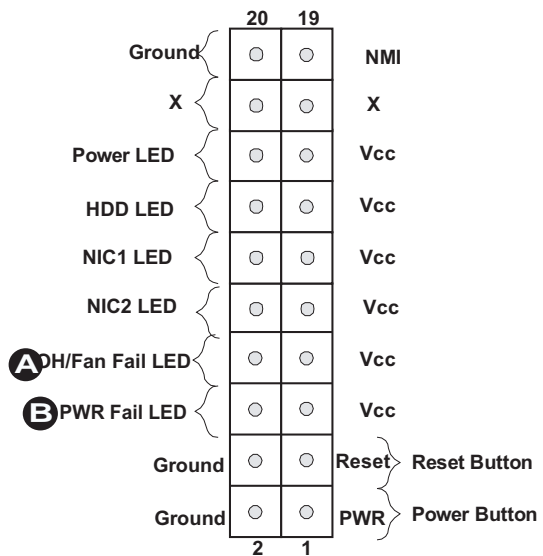 20 19
Ground NMI
X X
Power LED Vcc
HDD LED Vcc
NIC1 LED Vcc
NIC2 LED Vcc
A OH/Fan Fail LED Vcc
B PWR Fail LED Vcc
Ground Reset Reset Button
Ground PWR Power Button
2 1